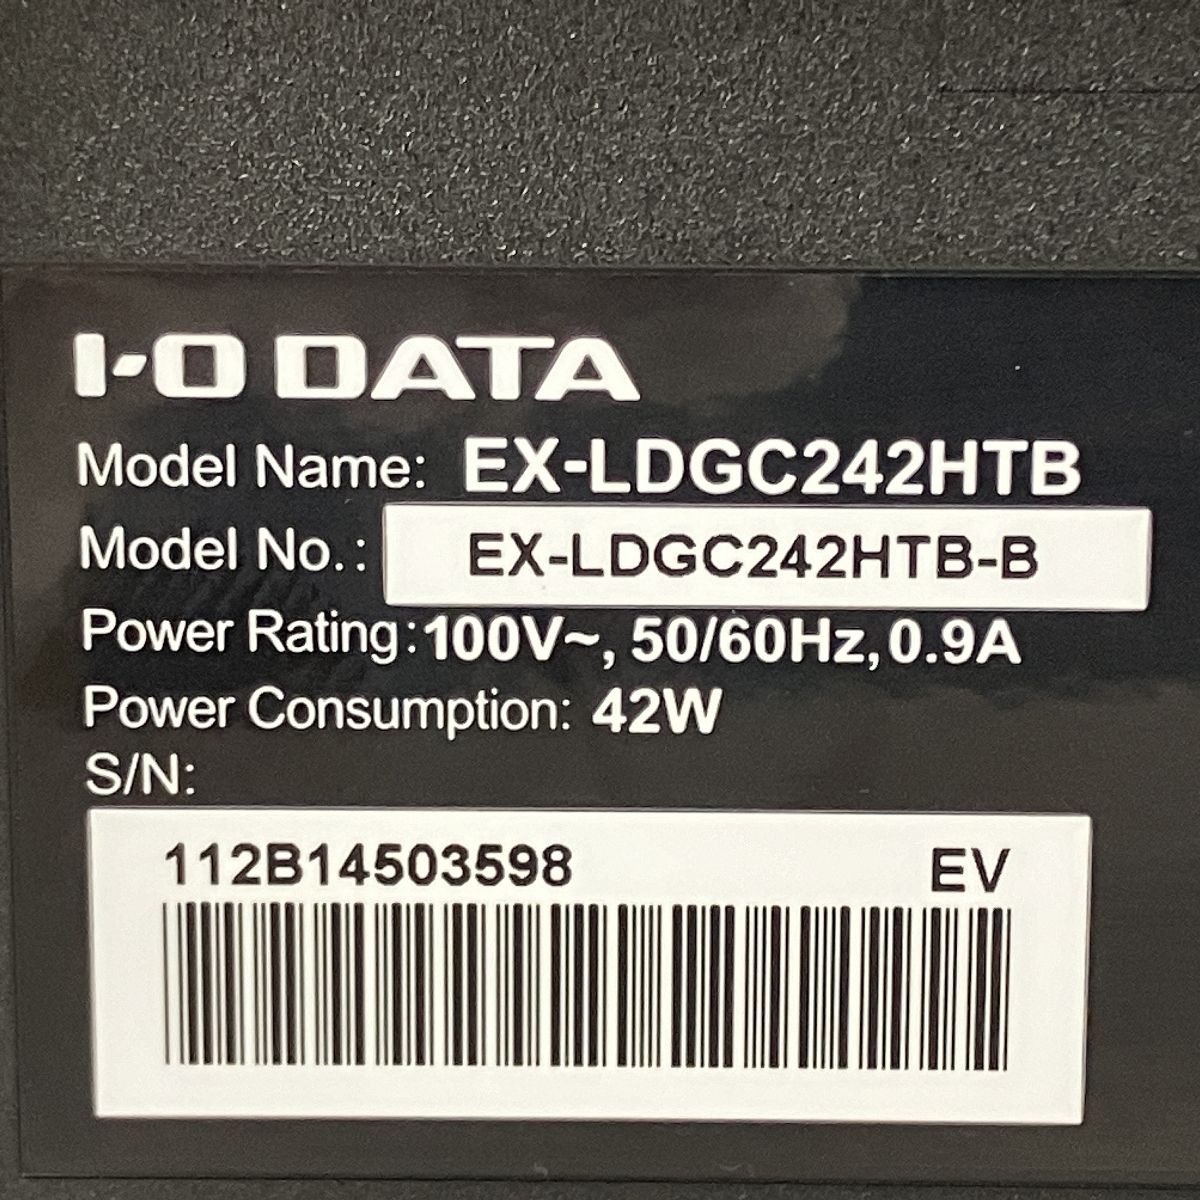 I-O DATA
Model Name: EX-LDGC242HTB
Model No.: EX-LDGC242HTB-B
Power Rating:100V~, 50/60Hz, 0.9A
Power Consumption: 42W
S/N:
112B14503598 EV